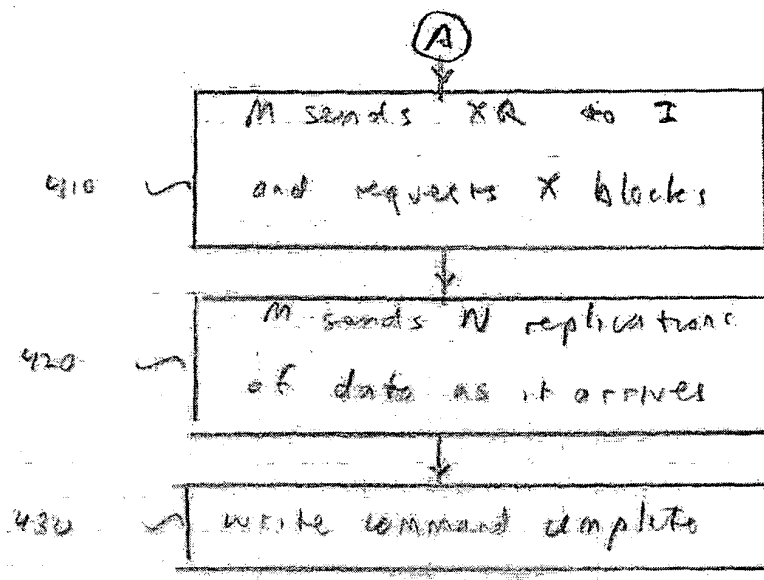 A
M sends XR to I
410 and requests X blocks
M sends N replications
420 of data as it arrives
430 write command complete